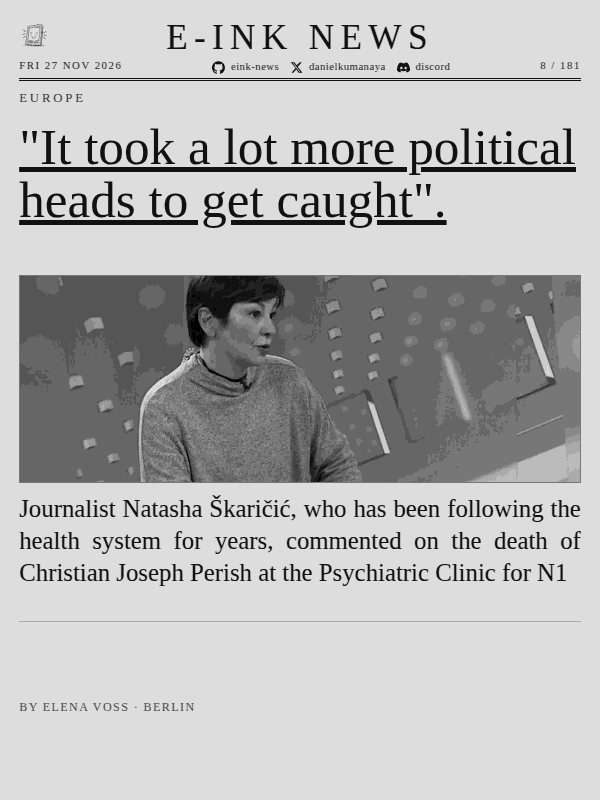 E-INK NEWS
FRI 27 NOV 2026
eink-news danielkumanaya discord
8 / 181
EUROPE
"It took a lot more political
heads to get caught".
Journalist Natasha Škaričić, who has been following the
health system for years, commented on the death of
Christian Joseph Perish at the Psychiatric Clinic for N1
BY ELENA VOSS · BERLIN